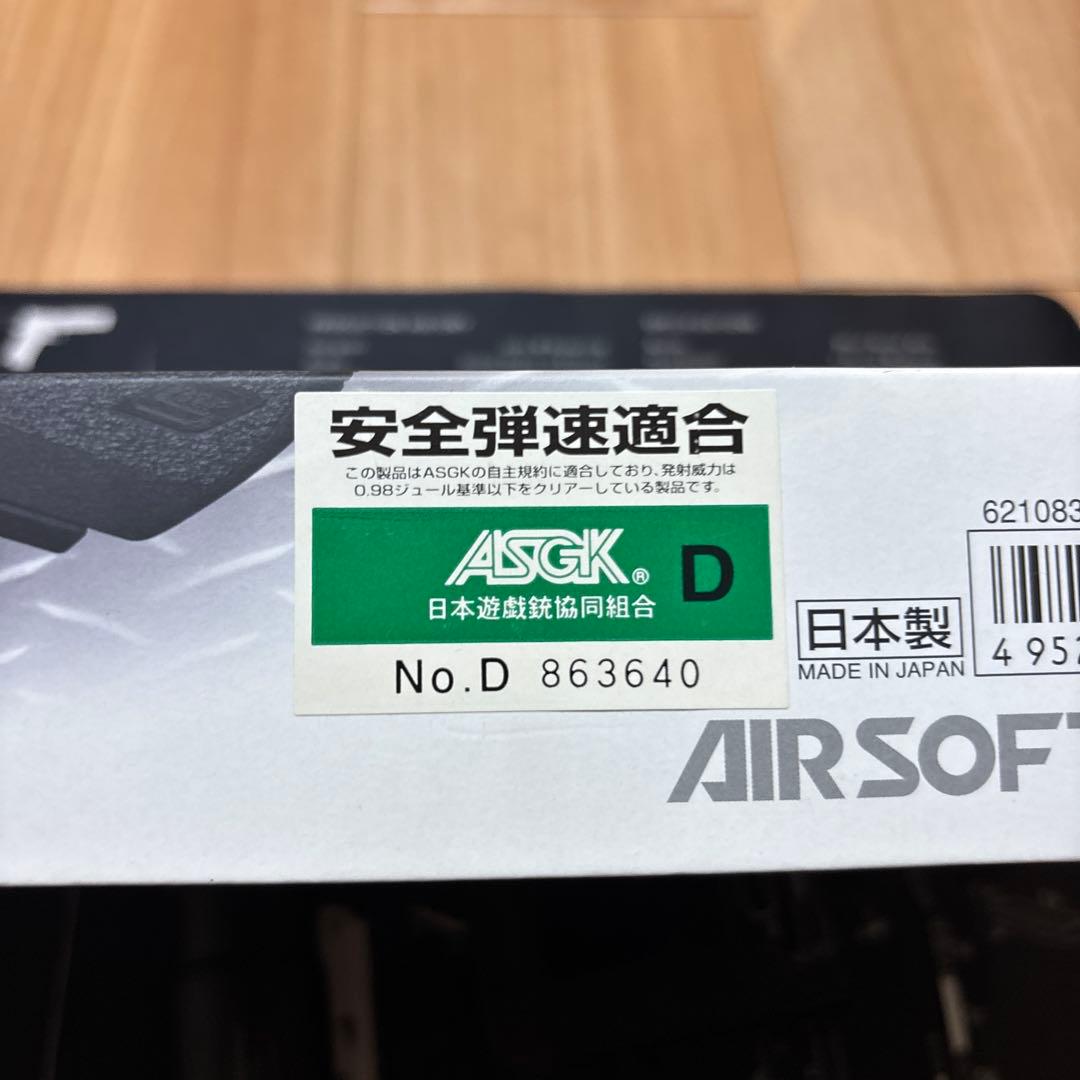 安全弾速適合
この製品はASGKの自主規約に適合しており、発射威力は
0.98ジュール基準以下をクリアーしている製品です。
ASGK® D
日本遊戯銃協同組合
No.D 863640
621083
日本製
MADE IN JAPAN
4 952
AIRSOFT